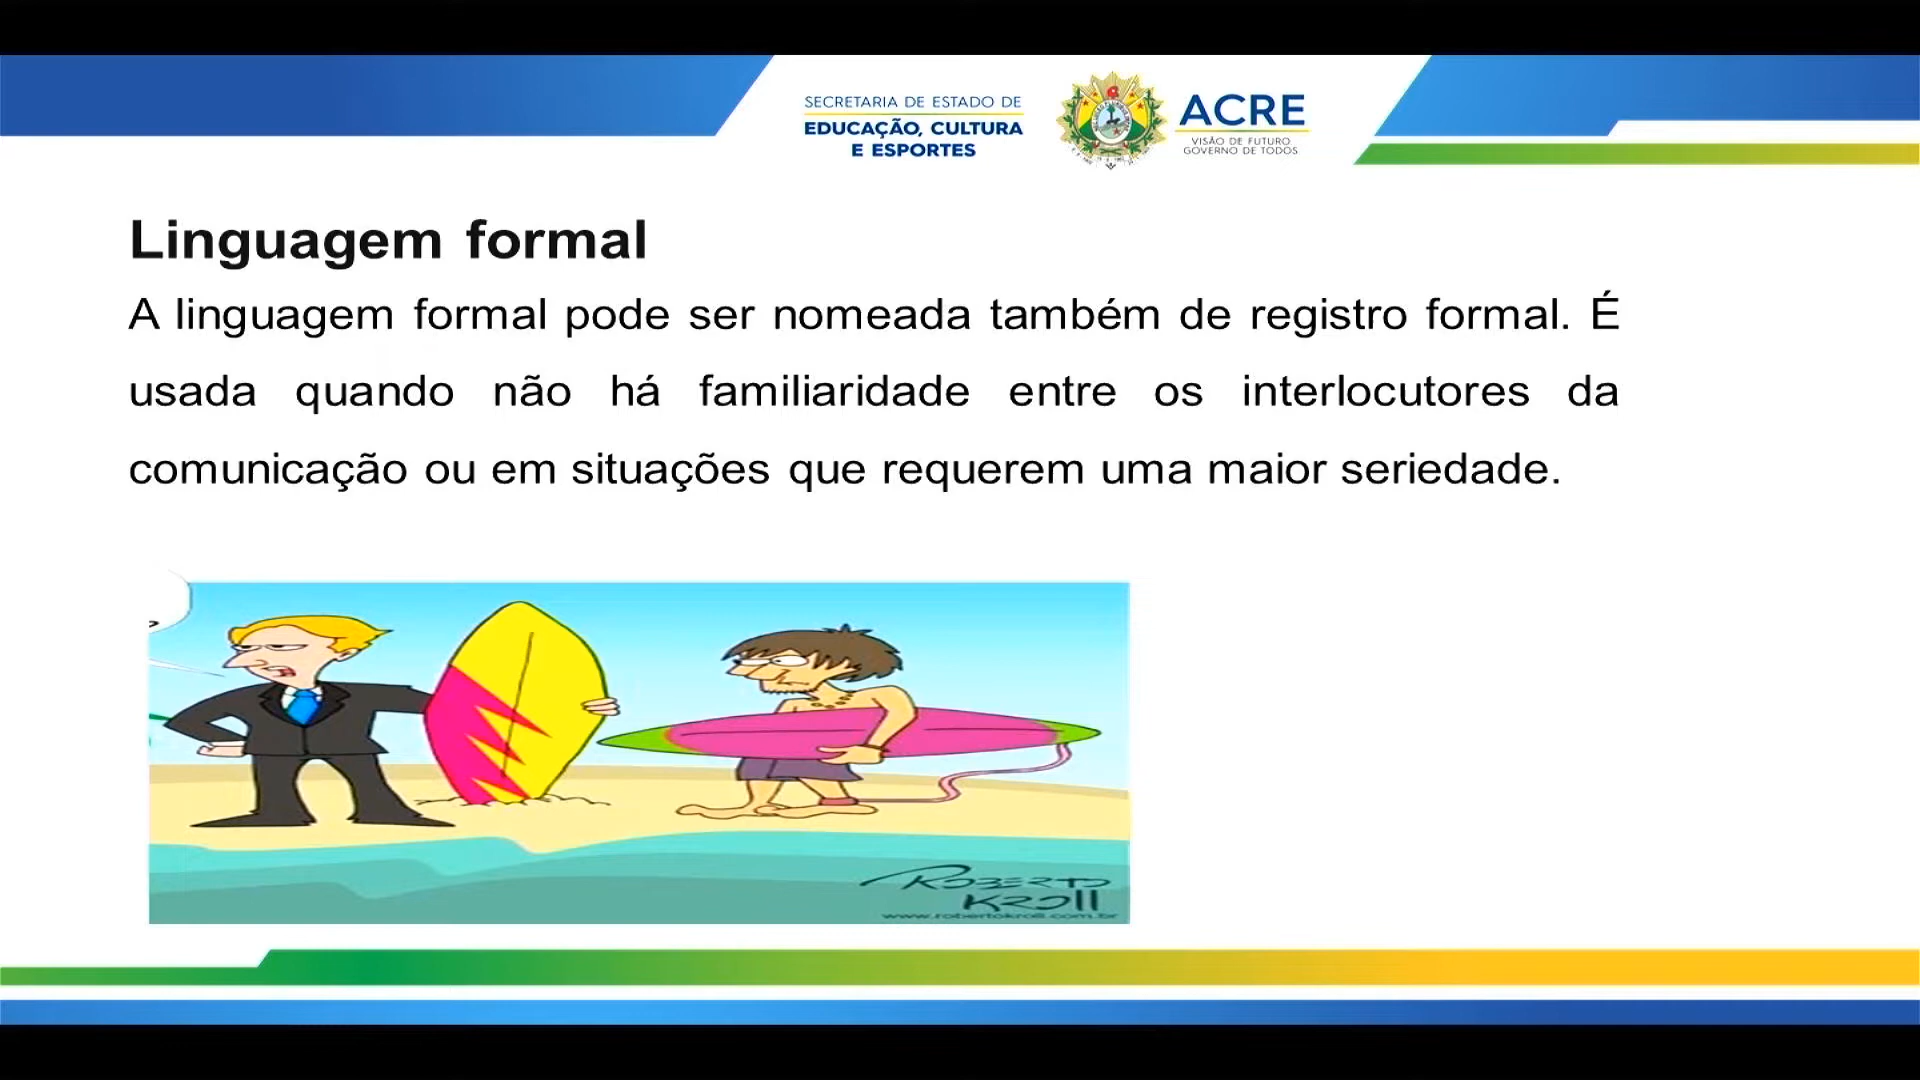 SECRETARIA DE ESTADO DE
EDUCAÇÃO, CULTURA
E ESPORTES
ACRE
VISÃO DE FUTURO.
GOVERNO DE TODOS
Linguagem formal
A linguagem formal pode ser nomeada também de registro formal. É
usada quando não há familiaridade entre os interlocutores da
comunicação ou em situações que requerem uma maior seriedade.
?
ROBERTO
KROLL
www.robertokroll.com.br